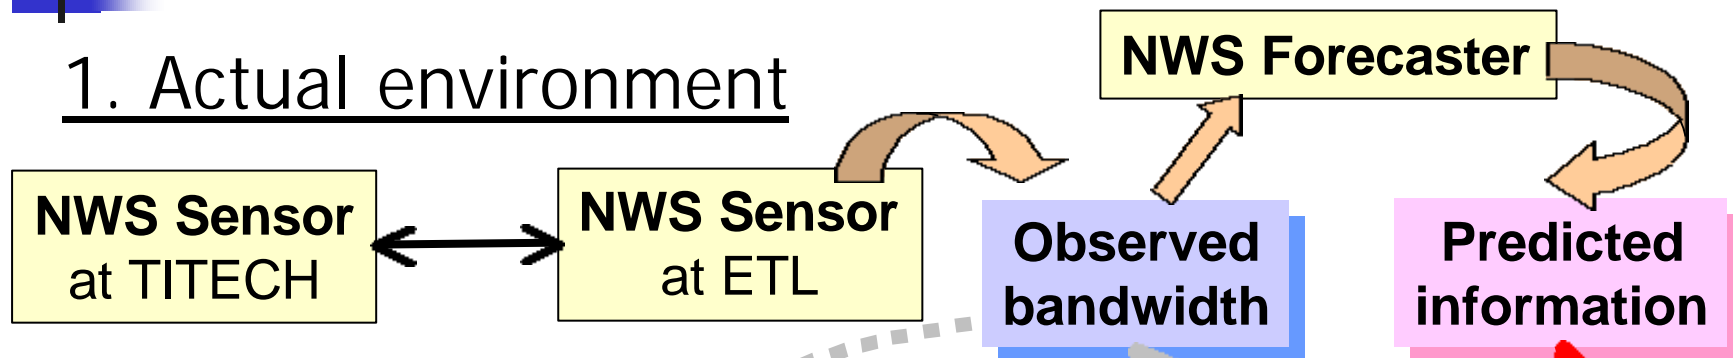 1. Actual environment
NWS Forecaster
NWS Sensor
at TITECH
NWS Sensor
at ETL
Observed
bandwidth
Predicted
information